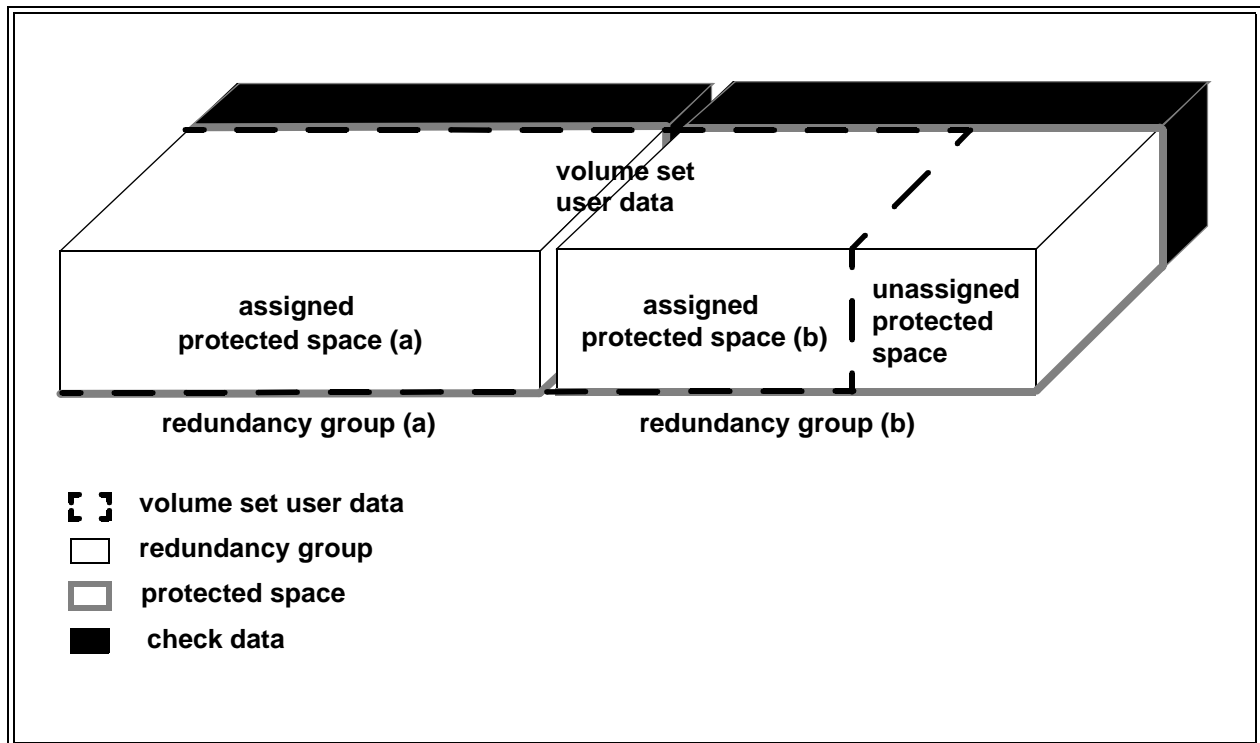 volume set
user data
assigned
protected space (a)
assigned
protected space (b)
unassigned
protected
space
redundancy group (a)
redundancy group (b)
volume set user data
redundancy group
protected space
check data